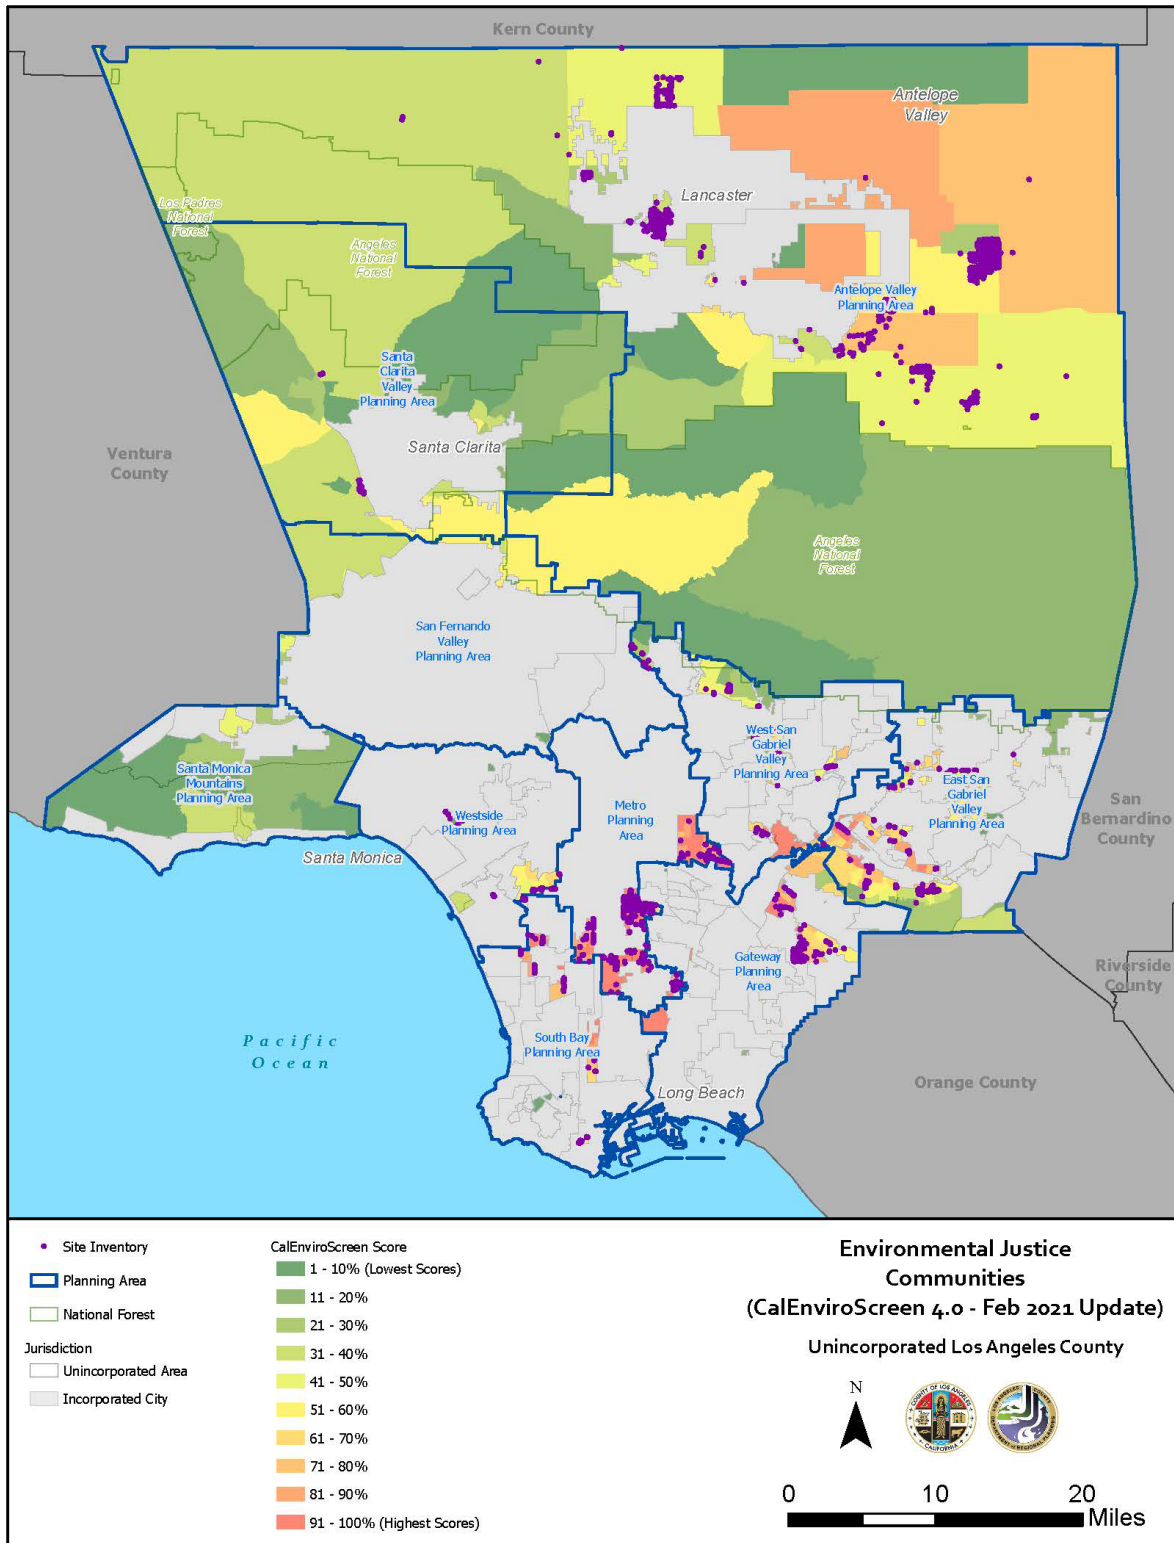 Kern County
Antelope
Valley
Los Padres
National
Forest
Lancaster
Angeles
National
Forest
Antelope Valley
Planning Area
Santa
Clarita
Valley
Planning Area
Santa Clarita
Ventura
County
Angeles
National
Forest
San Fernando
Valley
Planning Area
West San
Gabriel
Valley
Planning Area
Santa Monica
Mountains
Planning Area
East San
Gabriel
Valley
Planning Area
San
Bernardino
County
Westside
Planning Area
Metro
Planning
Area
Santa Monica
Gateway
Planning
Area
Riverside
County
Pacific
Ocean
South Bay
Planning Area
Long Beach
Orange County
Site Inventory
Planning Area
National Forest
Jurisdiction
Unincorporated Area
Incorporated City
CalEnviroScreen Score
1 - 10% (Lowest Scores)
11 - 20%
21 - 30%
31 - 40%
41 - 50%
51 - 60%
61 - 70%
71 - 80%
81 - 90%
91 - 100% (Highest Scores)
Environmental Justice
Communities
(CalEnviroScreen 4.0 - Feb 2021 Update)
Unincorporated Los Angeles County
N
COUNTY OF LOS ANGELES
CALIFORNIA
0 10 20
Miles